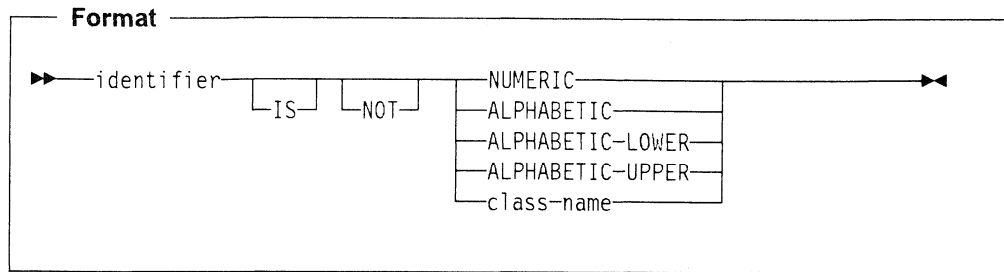 Format
identifier IS NOT NUMERIC
ALPHABETIC
ALPHABETIC-LOWER
ALPHABETIC-UPPER
class-name